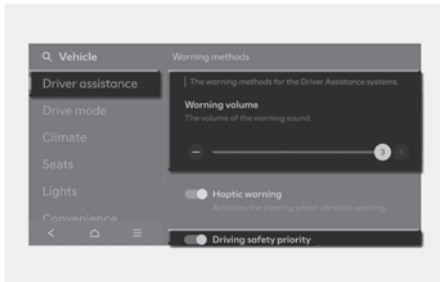 Vehicle
Warning methods
Driver assistance
The warning methods for the Driver Assistance systems.
Drive mode
Warning volume
The volume of the warning sound.
Climate
3
Seats
Lights
Haptic warning
Activates the steering wheel vibration warning.
Convenience
Driving safety priority